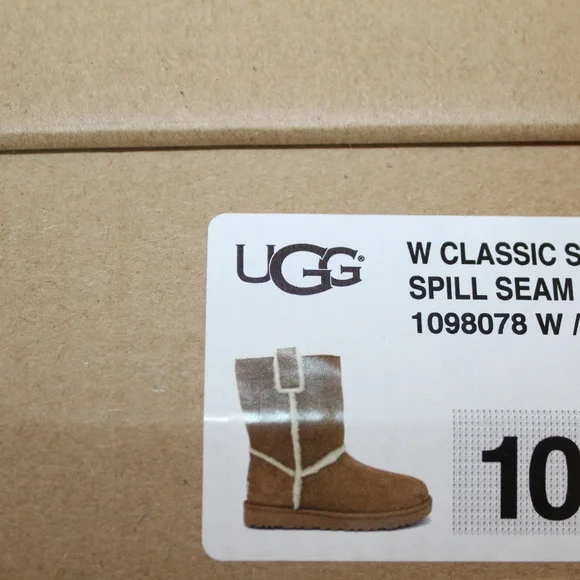 UGG®
W CLASSIC S
SPILL SEAM
1098078 W /
10